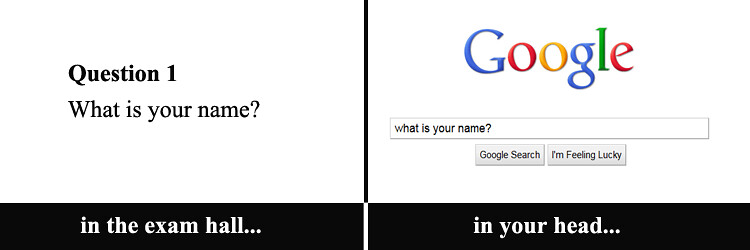 Question 1
What is your name?
in the exam hall...
Google
what is your name?
Google Search I'm Feeling Lucky
in your head...